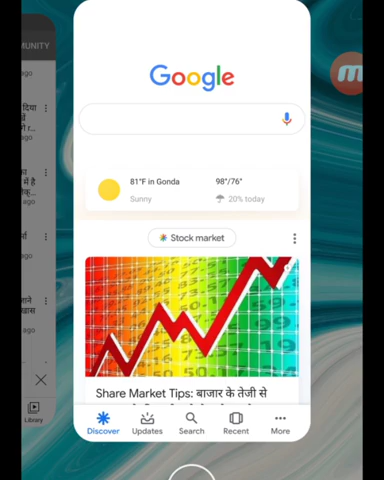 MUNITY
ago
दिया
ago
में है
ago
ago
ago
Library
Google
81°F in Gonda
98°/76°
Sunny
20% today
Stock market
Share Market Tips: बाजार के तेजी से
Discover
Updates
Search
Recent
More